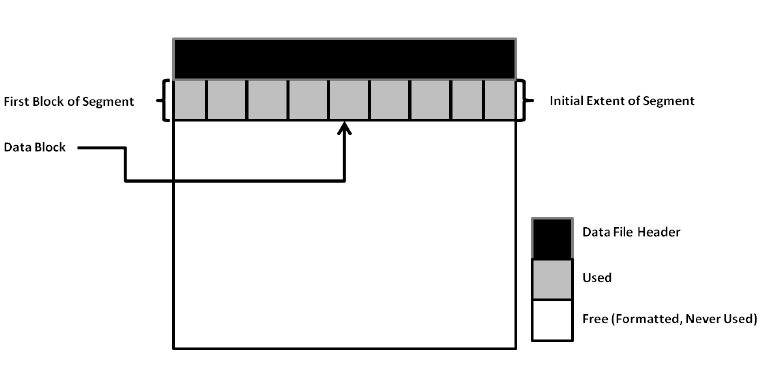 First Block of Segment
Initial Extent of Segment
Data Block
Data File Header
Used
Free (Formatted, Never Used)